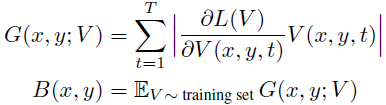 G(x, y; V) = \sum_{t=1}^{T} \left| \frac{\partial L(V)}{\partial V(x, y, t)} V(x, y, t) \right|
B(x, y) = \mathbb{E}_{V \sim \text{training set}} G(x, y; V)